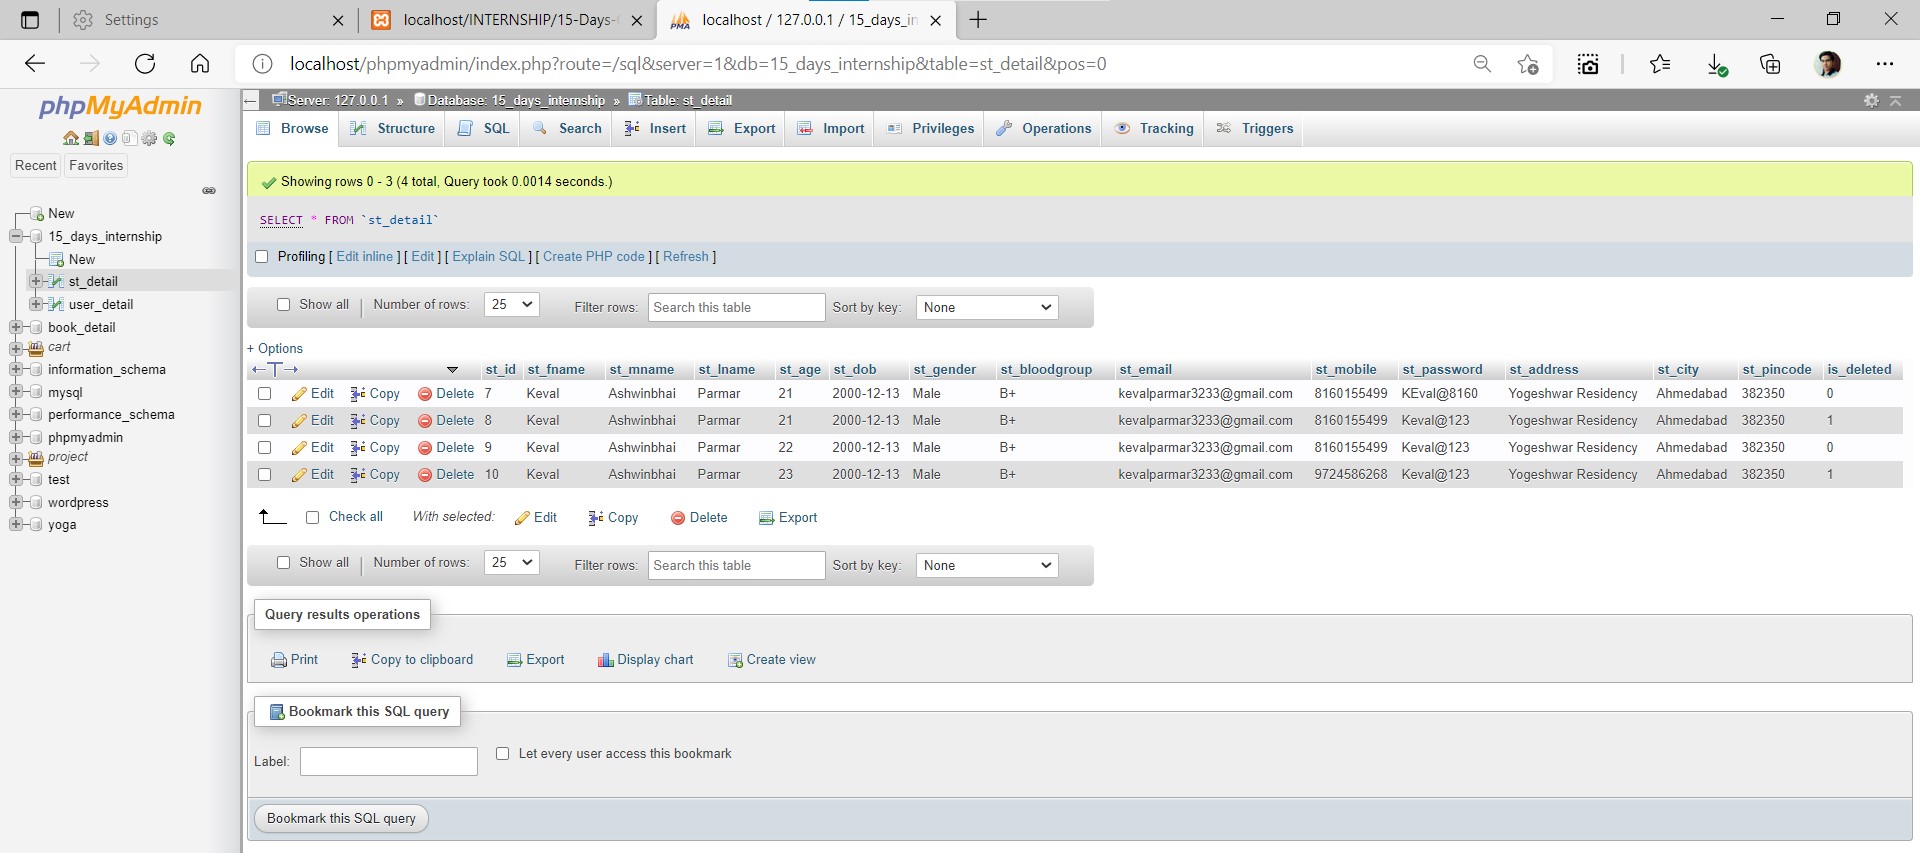 Settings
localhost/INTERNSHIP/15-Days-
localhost / 127.0.0.1 / 15_days_in
localhost/phpmyadmin/index.php?route=/sql&server=1&db=15_days_internship&table=st_detail&pos=0
phpMyAdmin
Recent Favorites
New
15_days_internship
New
st_detail
user_detail
book_detail
cart
information_schema
mysql
performance_schema
phpmyadmin
project
test
wordpress
yoga
Server: 127.0.0.1 » Database: 15_days_internship » Table: st_detail
Browse Structure SQL Search Insert Export Import Privileges Operations Tracking Triggers
Showing rows 0 - 3 (4 total, Query took 0.0014 seconds.)
SELECT * FROM `st_detail`
Profiling [ Edit inline ] [ Edit ] [ Explain SQL ] [ Create PHP code ] [ Refresh ]
Show all | Number of rows: 25 Filter rows: Search this table Sort by key: None
+ Options
←T→ st_id st_fname st_mname st_lname st_age st_dob st_gender st_bloodgroup st_email st_mobile st_password st_address st_city st_pincode is_deleted
Edit Copy Delete 7 Keval Ashwinbhai Parmar 21 2000-12-13 Male B+ kevalparmar3233@gmail.com 8160155499 KEval@8160 Yogeshwar Residency Ahmedabad 382350 0
Edit Copy Delete 8 Keval Ashwinbhai Parmar 21 2000-12-13 Male B+ kevalparmar3233@gmail.com 8160155499 Keval@123 Yogeshwar Residency Ahmedabad 382350 1
Edit Copy Delete 9 Keval Ashwinbhai Parmar 22 2000-12-13 Male B+ kevalparmar3233@gmail.com 8160155499 Keval@123 Yogeshwar Residency Ahmedabad 382350 0
Edit Copy Delete 10 Keval Ashwinbhai Parmar 23 2000-12-13 Male B+ kevalparmar3233@gmail.com 9724586268 Keval@123 Yogeshwar Residency Ahmedabad 382350 1
Check all With selected: Edit Copy Delete Export
Show all | Number of rows: 25 Filter rows: Search this table Sort by key: None
Query results operations
Print Copy to clipboard Export Display chart Create view
Bookmark this SQL query
Label: Let every user access this bookmark
Bookmark this SQL query